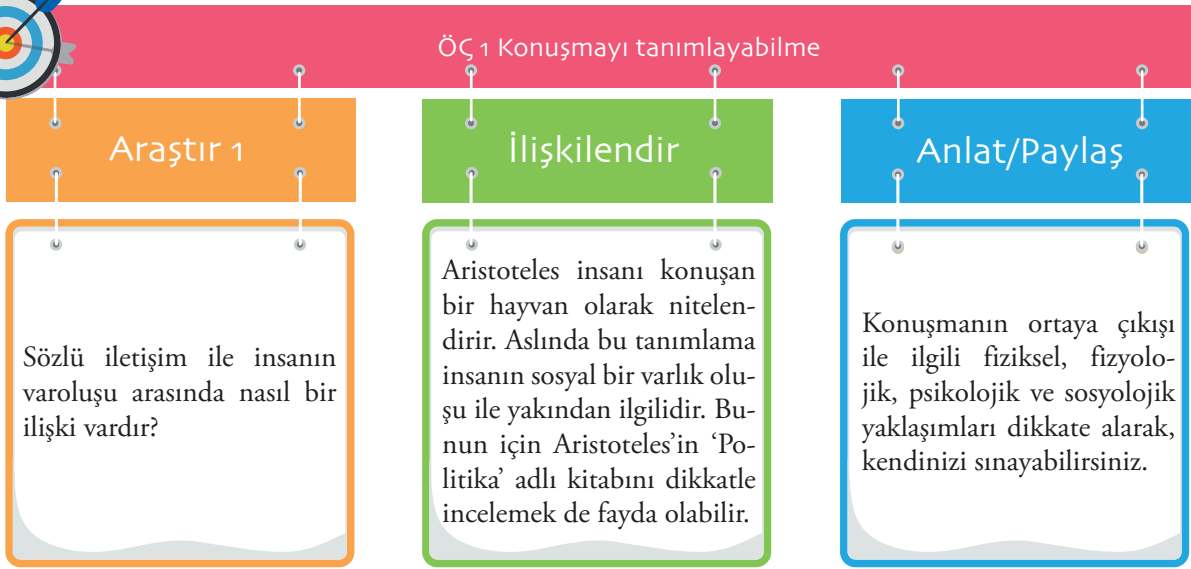 ÖÇ 1 Konuşmayı tanımlayabilme
Araştır 1
Sözlü iletişim ile insanın
varoluşu arasında nasıl bir
ilişki vardır?
İlişkilendir
Aristoteles insanı konuşan
bir hayvan olarak nitelen-
dirir. Aslında bu tanımlama
insanın sosyal bir varlık olu-
şu ile yakından ilgilidir. Bu-
nun için Aristoteles’in ‘Po-
litika’ adlı kitabını dikkatle
incelemek de fayda olabilir.
Anlat/Paylaş
Konuşmanın ortaya çıkışı
ile ilgili fiziksel, fizyolo-
jik, psikolojik ve sosyolojik
yaklaşımları dikkate alarak,
kendinizi sınayabilirsiniz.